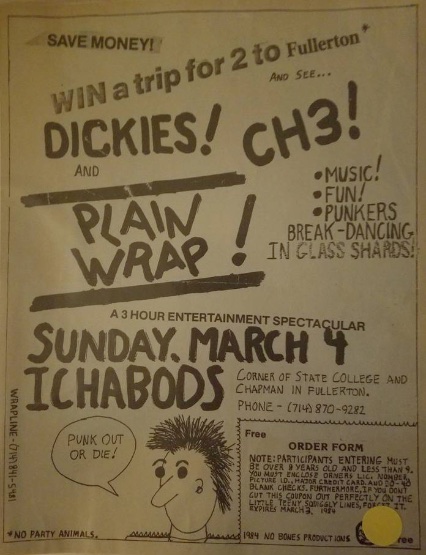 SAVE MONEY!
WIN a trip for 2 to Fullerton*
AND SEE...
DICKIES! CH3!
AND
PLAIN
WRAP!
•MUSIC!
•FUN!
•PUNKERS
BREAK-DANCING
IN GLASS SHARDS!
A 3 HOUR ENTERTAINMENT SPECTACULAR
SUNDAY. MARCH 4
ICHABODS
CORNER OF STATE COLLEGE AND
CHAPMAN IN FULLERTON.
PHONE - (714) 870-9282
WRAPLINE-(714)
PUNK OUT
OR DIE!
*NO PARTY ANIMALS.
Free
ORDER FORM
NOTE: PARTICIPANTS ENTERING MUST
BE OVER 8 YEARS OLD AND LESS THAN 9.
YOU MUST ENCLOSE DRIVERS LIC. NUMBER,
PICTURE I.D., MAJOR CREDIT CARD, AND 20-40
BLANK CHECKS. FURTHERMORE, IF YOU DON'T
CUT THIS COUPON OUT PERFECTLY ON THE
LITTLE TEENY SQUIGGLY LINES, FORGET IT.
EXPIRES MARCH 3, 1984
1984 NO BONES PRODUCTIONS